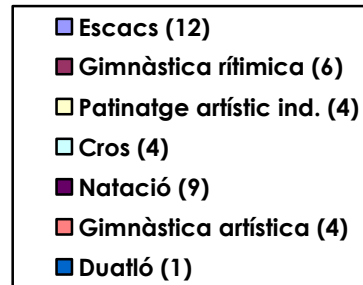 Escacs (12)
Gimnàstica rítimica (6)
Patinatge artístic ind. (4)
Cros (4)
Natació (9)
Gimnàstica artística (4)
Duatló (1)